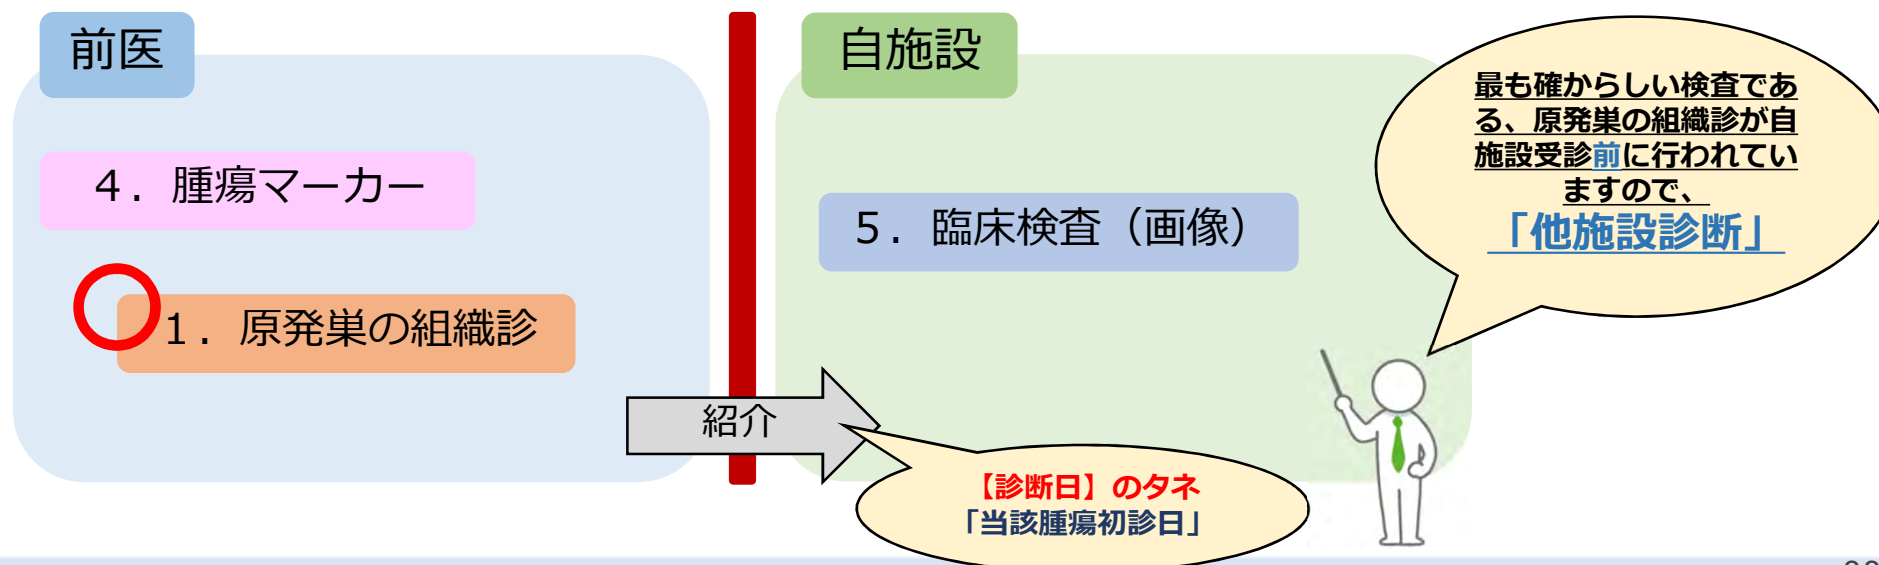 前医
4．腫瘍マーカー
1．原発巣の組織診
紹介
自施設
5．臨床検査（画像）
【診断日】のタネ
「当該腫瘍初診日」
最も確からしい検査であ
る、原発巣の組織診が自
施設受診前に行われてい
ますので、
「他施設診断」